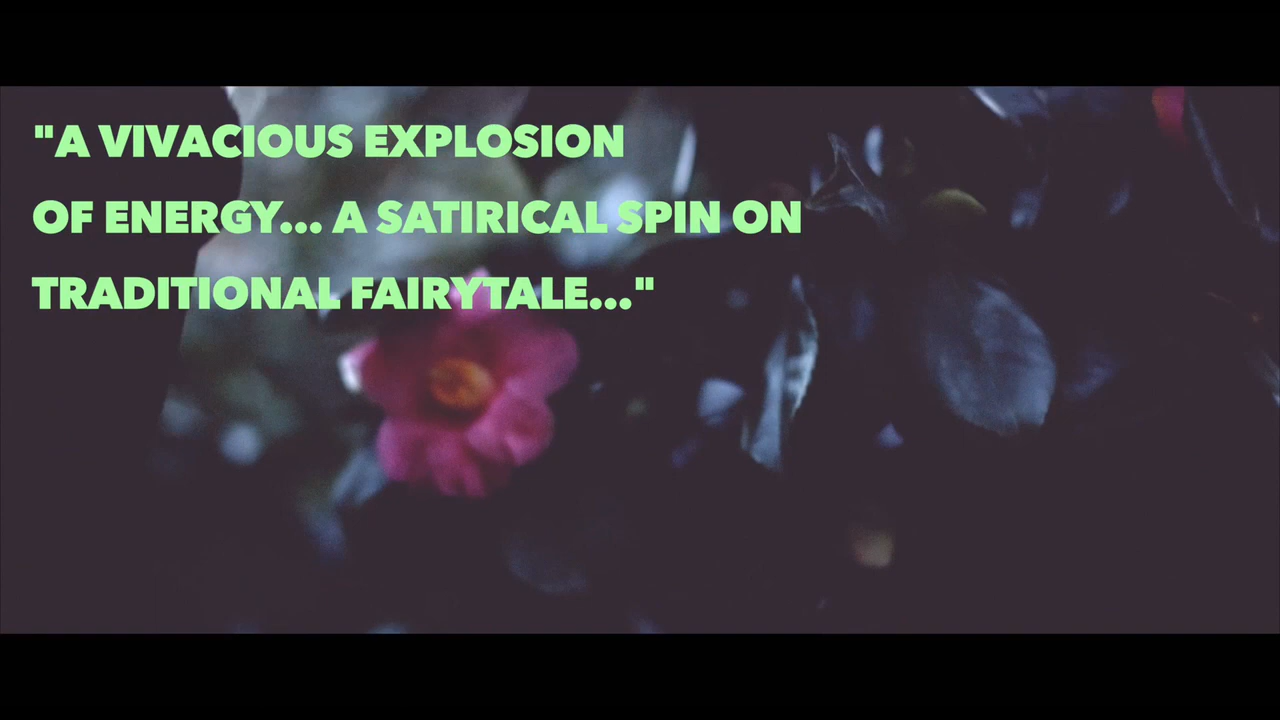 "A VIVACIOUS EXPLOSION
OF ENERGY... A SATIRICAL SPIN ON
TRADITIONAL FAIRYTALE..."